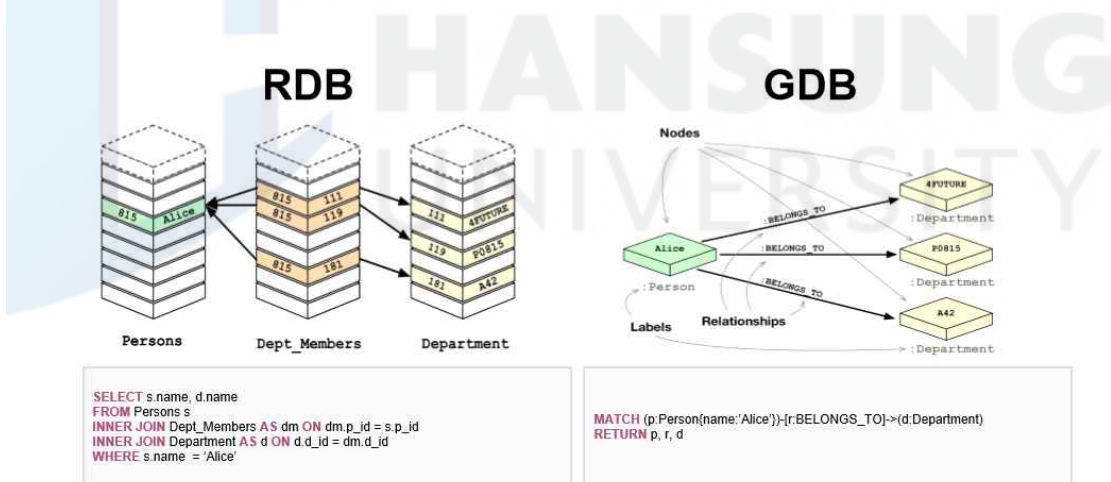 HANSUNG
UNIVERSITY
RDB
GDB
815 Alice
815 111
815 119
815 181
111 4FUTURE
119 P0815
181 A42
Persons
Dept_Members
Department
Nodes
Alice
:Person
:BELONGS_TO
:BELONGS_TO
:BELONGS_TO
4FUTURE
:Department
P0815
:Department
A42
:Department
Labels
Relationships
SELECT s.name, d.name
FROM Persons s
INNER JOIN Dept_Members AS dm ON dm.p_id = s.p_id
INNER JOIN Department AS d ON d.d_id = dm.d_id
WHERE s.name = ‘Alice’
MATCH (p:Person{name:‘Alice’})-[r:BELONGS_TO]->(d:Department)
RETURN p, r, d